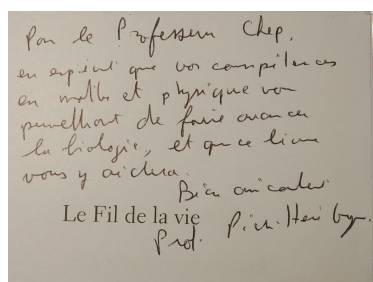 Pour le Professeur Chep,
en espérant que vos compétences
en maths et physique vous
permettront de faire avancer
la biologie, et que ce livre
vous y aidera.
Bien amicalement
Le Fil de la vie
Prof.